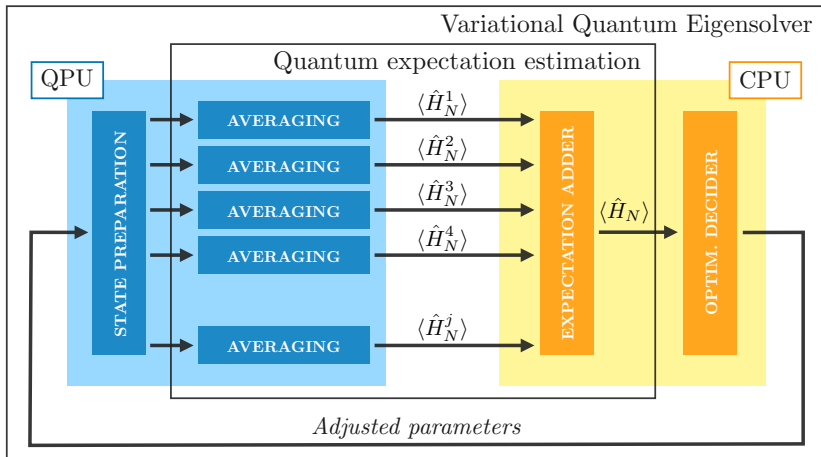 Variational Quantum Eigensolver
Quantum expectation estimation
QPU
CPU
STATE PREPARATION
AVERAGING
AVERAGING
AVERAGING
AVERAGING
AVERAGING
⟨Ĥ_N^1⟩
⟨Ĥ_N^2⟩
⟨Ĥ_N^3⟩
⟨Ĥ_N^4⟩
⟨Ĥ_N^j⟩
EXPECTATION ADDER
⟨Ĥ_N⟩
OPTIM. DECIDER
Adjusted parameters